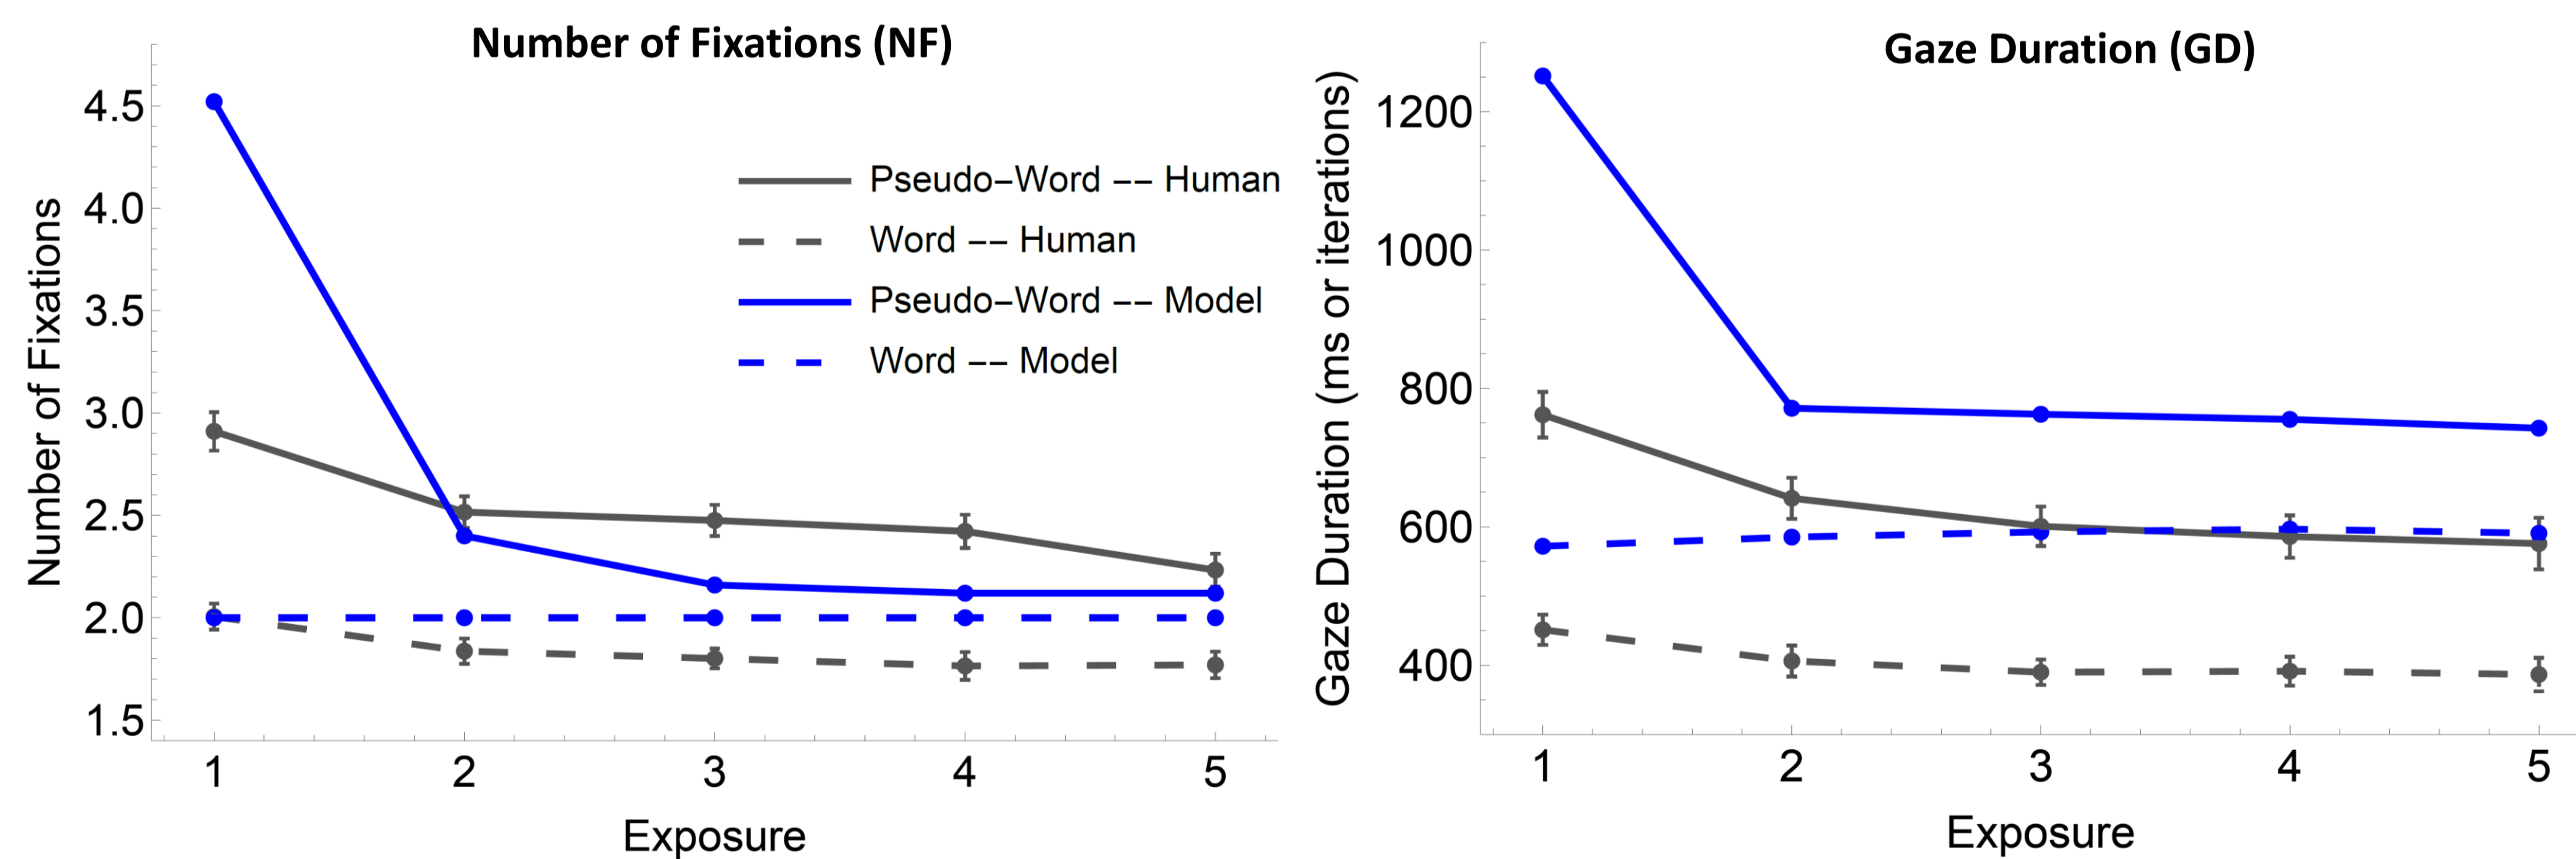 Number of Fixations (NF)
Number of Fixations
4.5
4.0
3.5
3.0
2.5
2.0
1.5
Pseudo–Word –– Human
Word –– Human
Pseudo–Word –– Model
Word –– Model
1 2 3 4 5
Exposure
Gaze Duration (GD)
Gaze Duration (ms or iterations)
1200
1000
800
600
400
1 2 3 4 5
Exposure